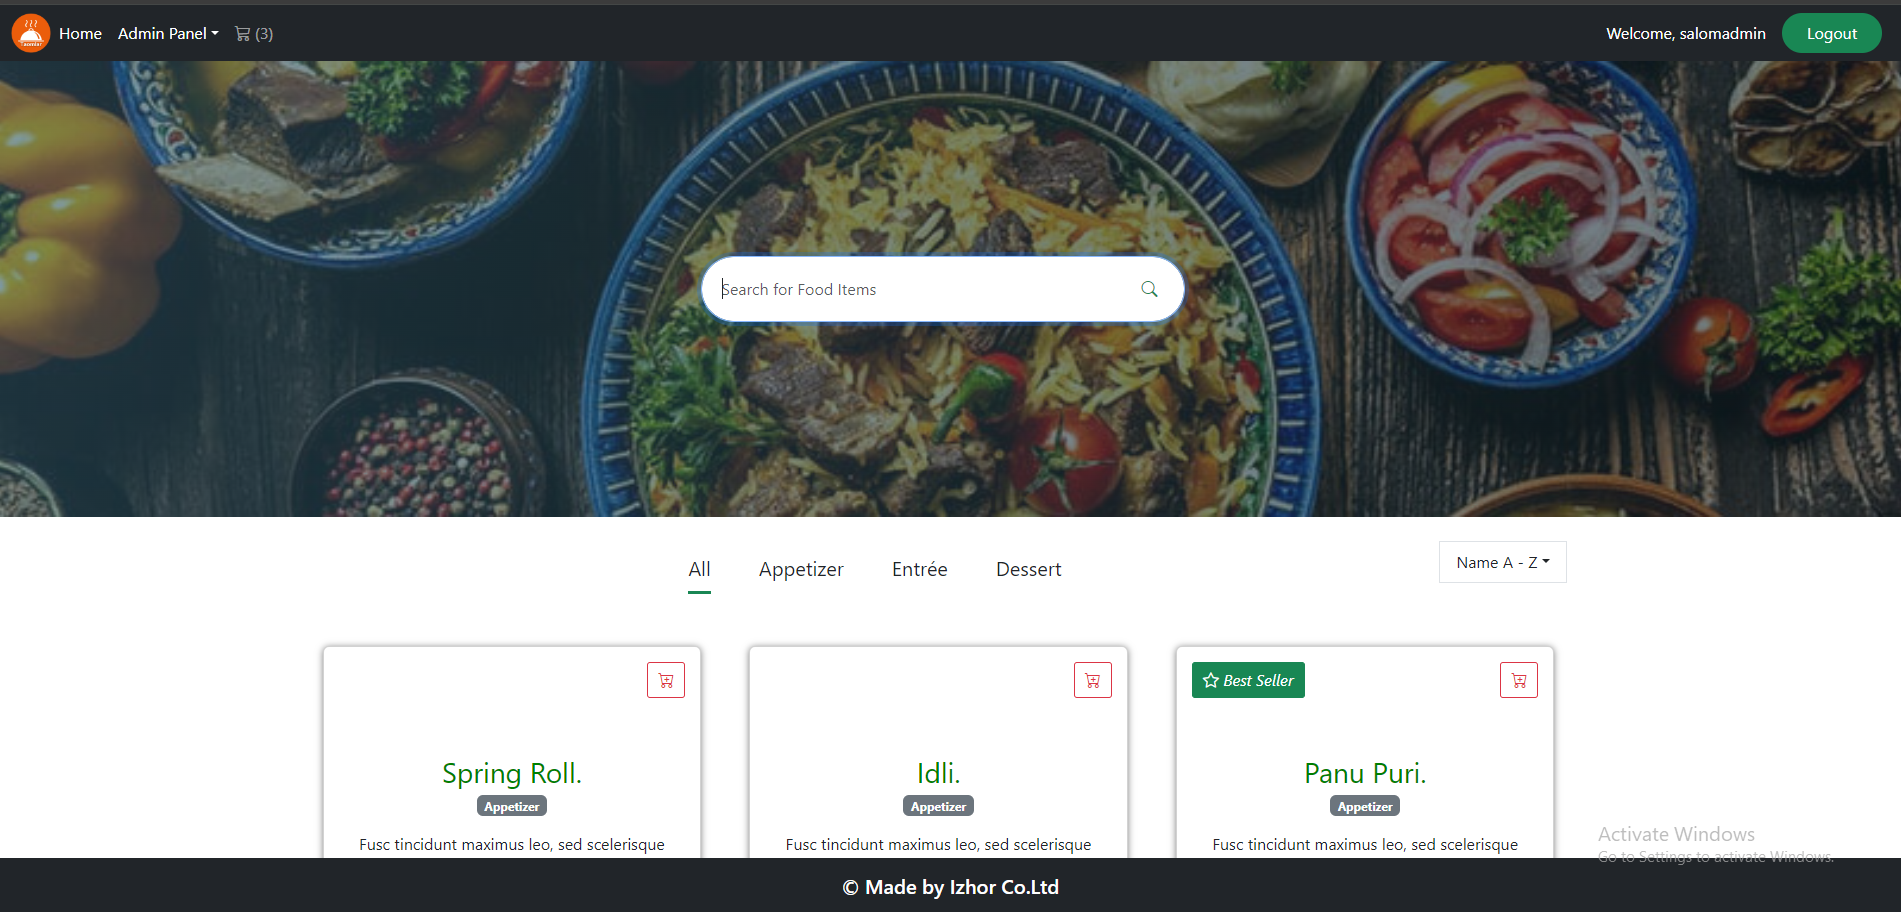 Home Admin Panel (3) Welcome, salomadmin Logout
Search for Food Items
All Appetizer Entrée Dessert Name A - Z
Best Seller
Spring Roll. Idli. Panu Puri.
Appetizer Appetizer Appetizer
Fusc tincidunt maximus leo, sed scelerisque Fusc tincidunt maximus leo, sed scelerisque Fusc tincidunt maximus leo, sed scelerisque
Activate Windows
Go to Settings to activate Windows.
© Made by Izhor Co.Ltd